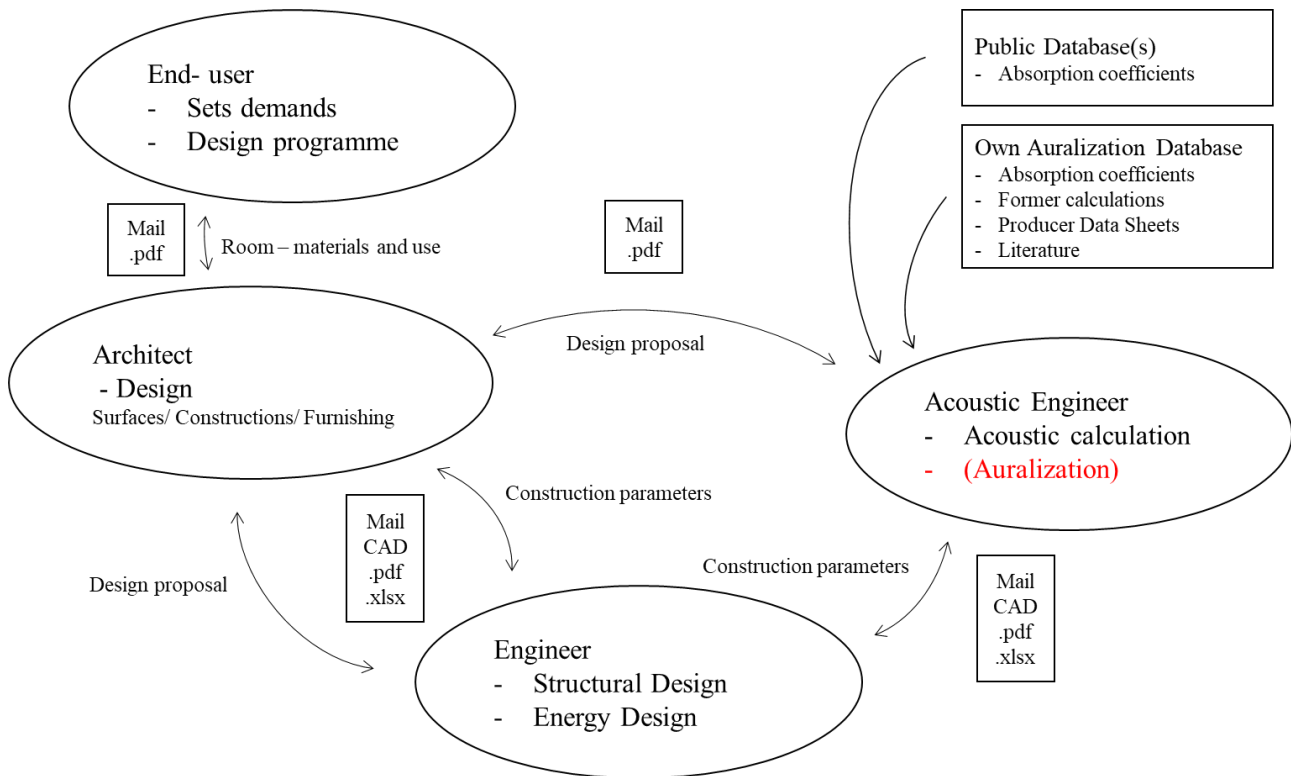 End- user
- Sets demands
- Design programme
Public Database(s)
- Absorption coefficients
Own Auralization Database
- Absorption coefficients
- Former calculations
- Producer Data Sheets
- Literature
Mail
.pdf
Room – materials and use
Mail
.pdf
Design proposal
Architect
- Design
Surfaces/ Constructions/ Furnishing
Acoustic Engineer
- Acoustic calculation
- (Auralization)
Construction parameters
Mail
CAD
.pdf
.xlsx
Design proposal
Construction parameters
Mail
CAD
.pdf
.xlsx
Engineer
- Structural Design
- Energy Design